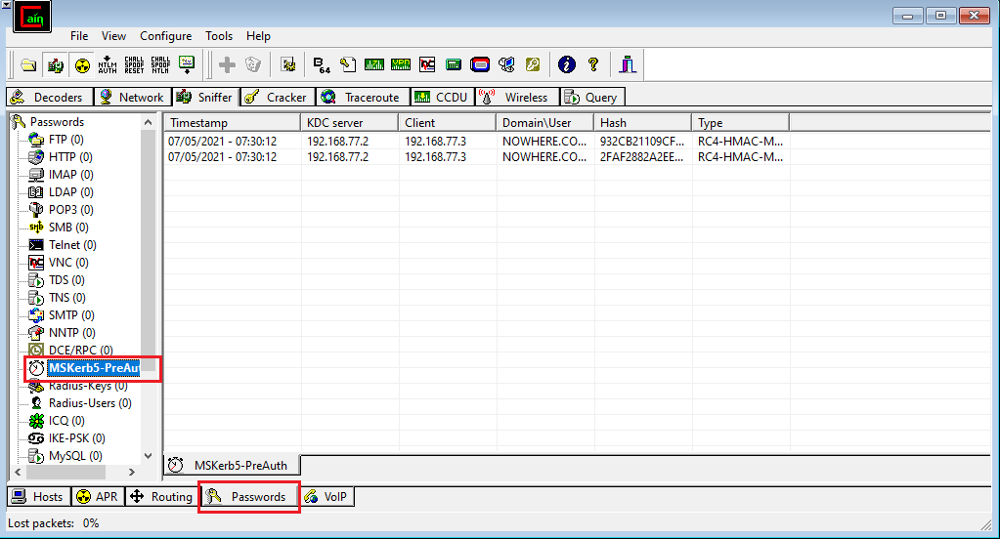 Cain
File View Configure Tools Help
NTLM AUTH CHALL SPOOF RESET CHALL SPOOF NTLM B64
Decoders Network Sniffer Cracker Traceroute CCDU Wireless Query
Passwords
FTP (0)
HTTP (0)
IMAP (0)
LDAP (0)
POP3 (0)
SMB (0)
Telnet (0)
VNC (0)
TDS (0)
TNS (0)
SMTP (0)
NNTP (0)
DCE/RPC (0)
MSKerb5-PreAut
Radius-Keys (0)
Radius-Users (0)
ICQ (0)
IKE-PSK (0)
MySQL (0)
Timestamp KDC server Client Domain\User Hash Type
07/05/2021 - 07:30:12 192.168.77.2 192.168.77.3 NOWHERE.CO... 932CB21109CF... RC4-HMAC-M...
07/05/2021 - 07:30:12 192.168.77.2 192.168.77.3 NOWHERE.CO... 2FAF2882A2EE... RC4-HMAC-M...
MSKerb5-PreAuth
Hosts APR Routing Passwords VoIP
Lost packets: 0%